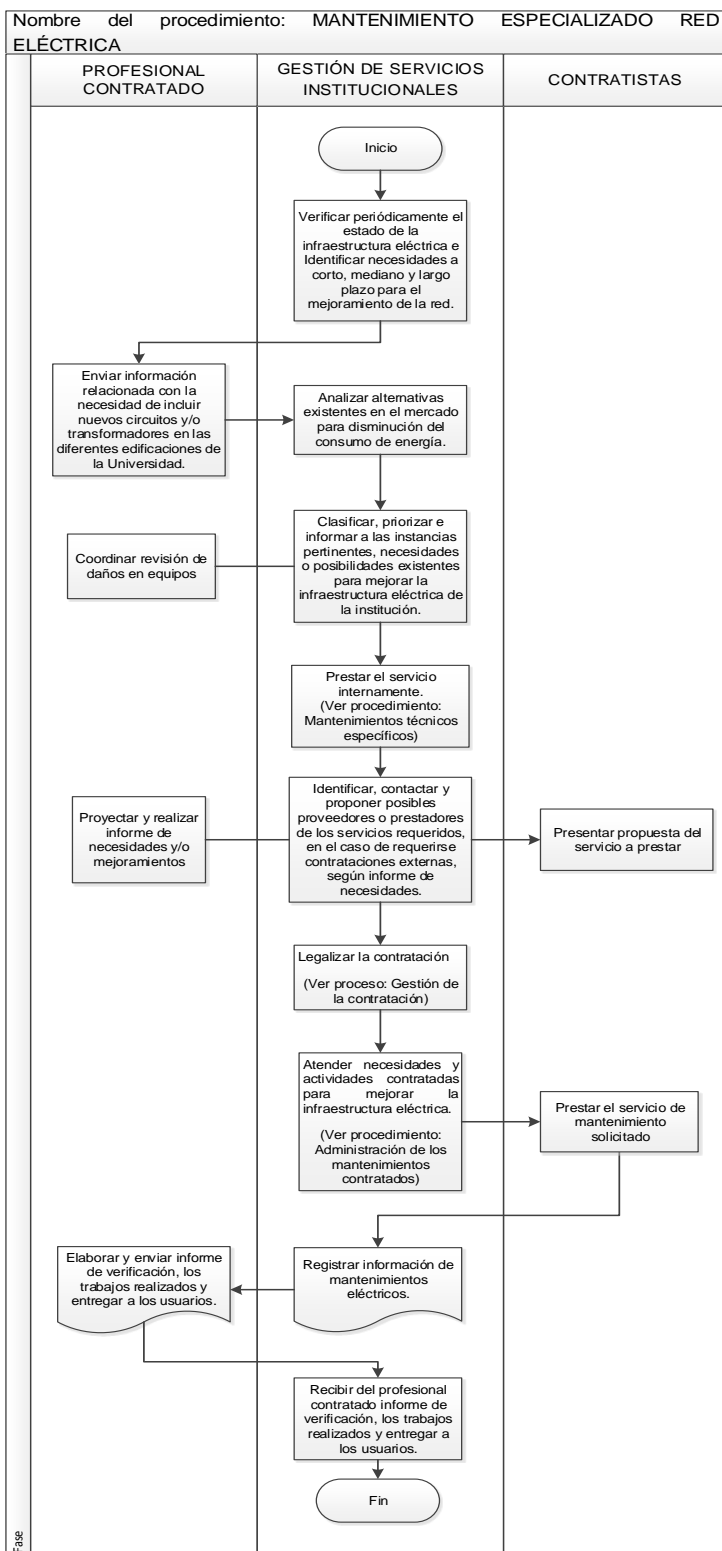 Nombre del procedimiento: MANTENIMIENTO ESPECIALIZADO RED
ELÉCTRICA
PROFESIONAL
CONTRATADO
GESTIÓN DE SERVICIOS
INSTITUCIONALES
CONTRATISTAS
Inicio
Verificar periódicamente el
estado de la
infraestructura eléctrica e
Identificar necesidades a
corto, mediano y largo
plazo para el
mejoramiento de la red.
Enviar información
relacionada con la
necesidad de incluir
nuevos circuitos y/o
transformadores en las
diferentes edificaciones de
la Universidad.
Analizar alternativas
existentes en el mercado
para disminución del
consumo de energía.
Coordinar revisión de
daños en equipos
Clasificar, priorizar e
informar a las instancias
pertinentes, necesidades
o posibilidades existentes
para mejorar la
infraestructura eléctrica de
la institución.
Prestar el servicio
internamente.
(Ver procedimiento:
Mantenimientos técnicos
específicos)
Proyectar y realizar
informe de
necesidades y/o
mejoramientos
Identificar, contactar y
proponer posibles
proveedores o prestadores
de los servicios requeridos,
en el caso de requerirse
contrataciones externas,
según informe de
necesidades.
Presentar propuesta del
servicio a prestar
Legalizar la contratación
(Ver proceso: Gestión de
la contratación)
Atender necesidades y
actividades contratadas
para mejorar la
infraestructura eléctrica.
(Ver procedimiento:
Administración de los
mantenimientos
contratados)
Prestar el servicio de
mantenimiento
solicitado
Elaborar y enviar informe
de verificación, los
trabajos realizados y
entregar a los usuarios.
Registrar información de
mantenimientos
eléctricos.
Recibir del profesional
contratado informe de
verificación, los trabajos
realizados y entregar a
los usuarios.
Fin
Fase